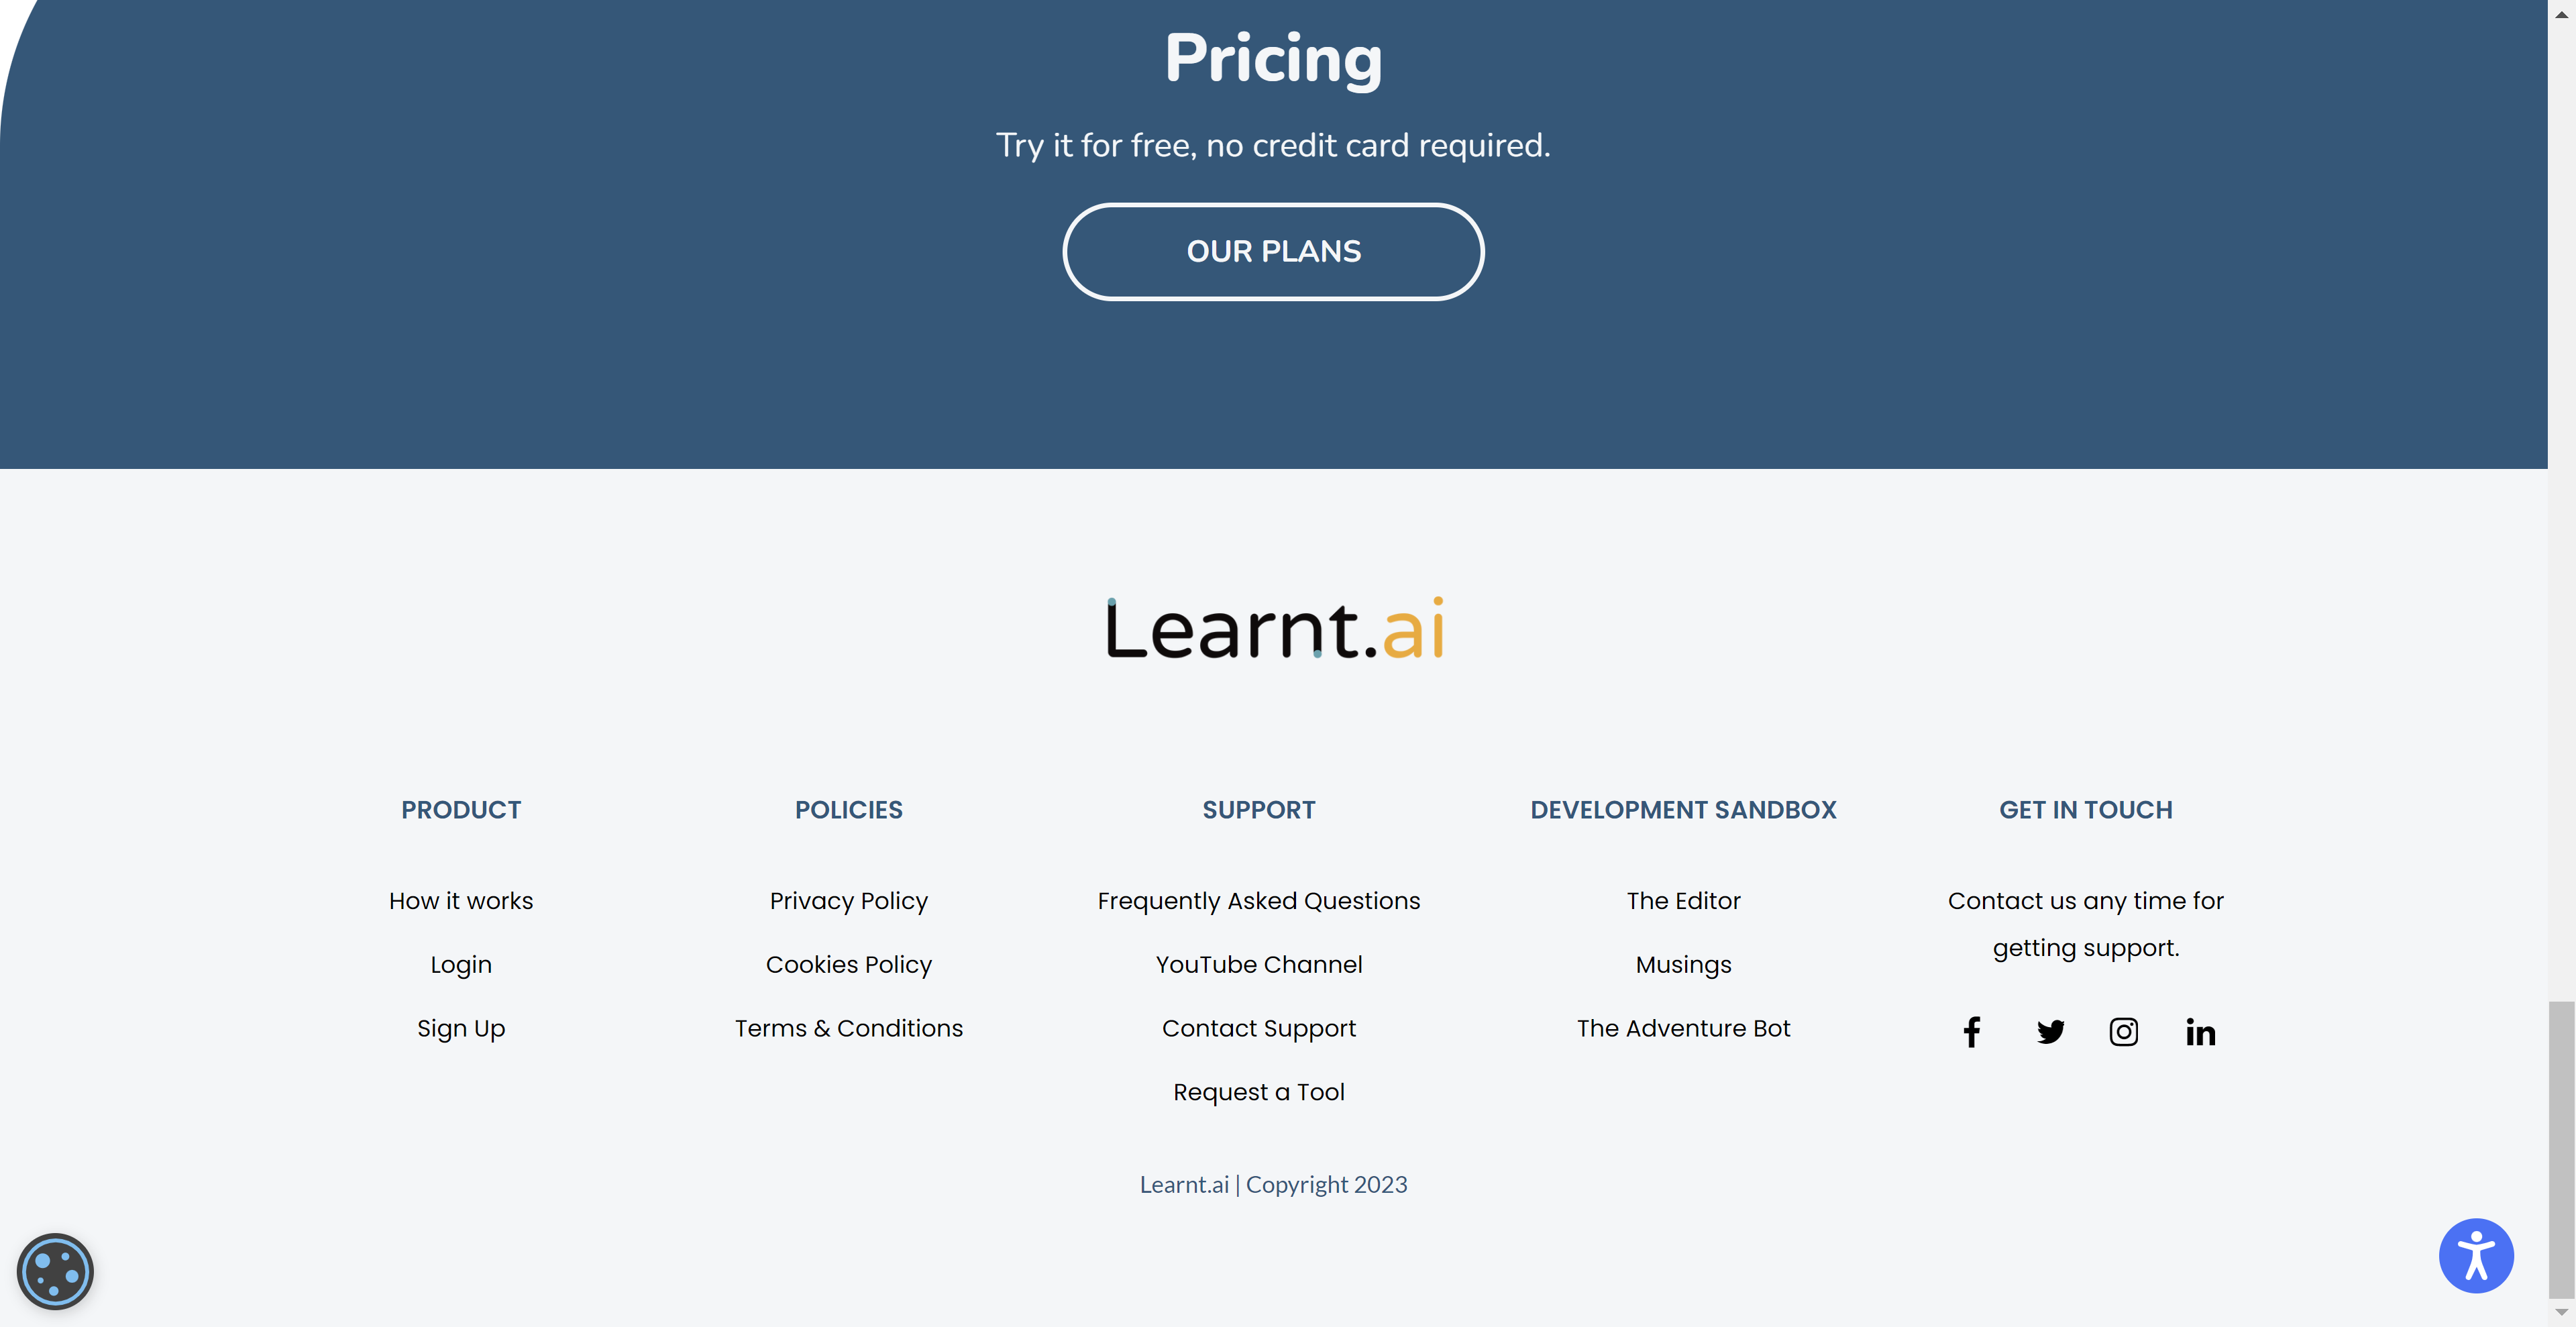 Pricing
Try it for free, no credit card required.
OUR PLANS
Learnt.ai
PRODUCT
How it works
Login
Sign Up
POLICIES
Privacy Policy
Cookies Policy
Terms & Conditions
SUPPORT
Frequently Asked Questions
YouTube Channel
Contact Support
Request a Tool
DEVELOPMENT SANDBOX
The Editor
Musings
The Adventure Bot
GET IN TOUCH
Contact us any time for
getting support.
Learnt.ai | Copyright 2023